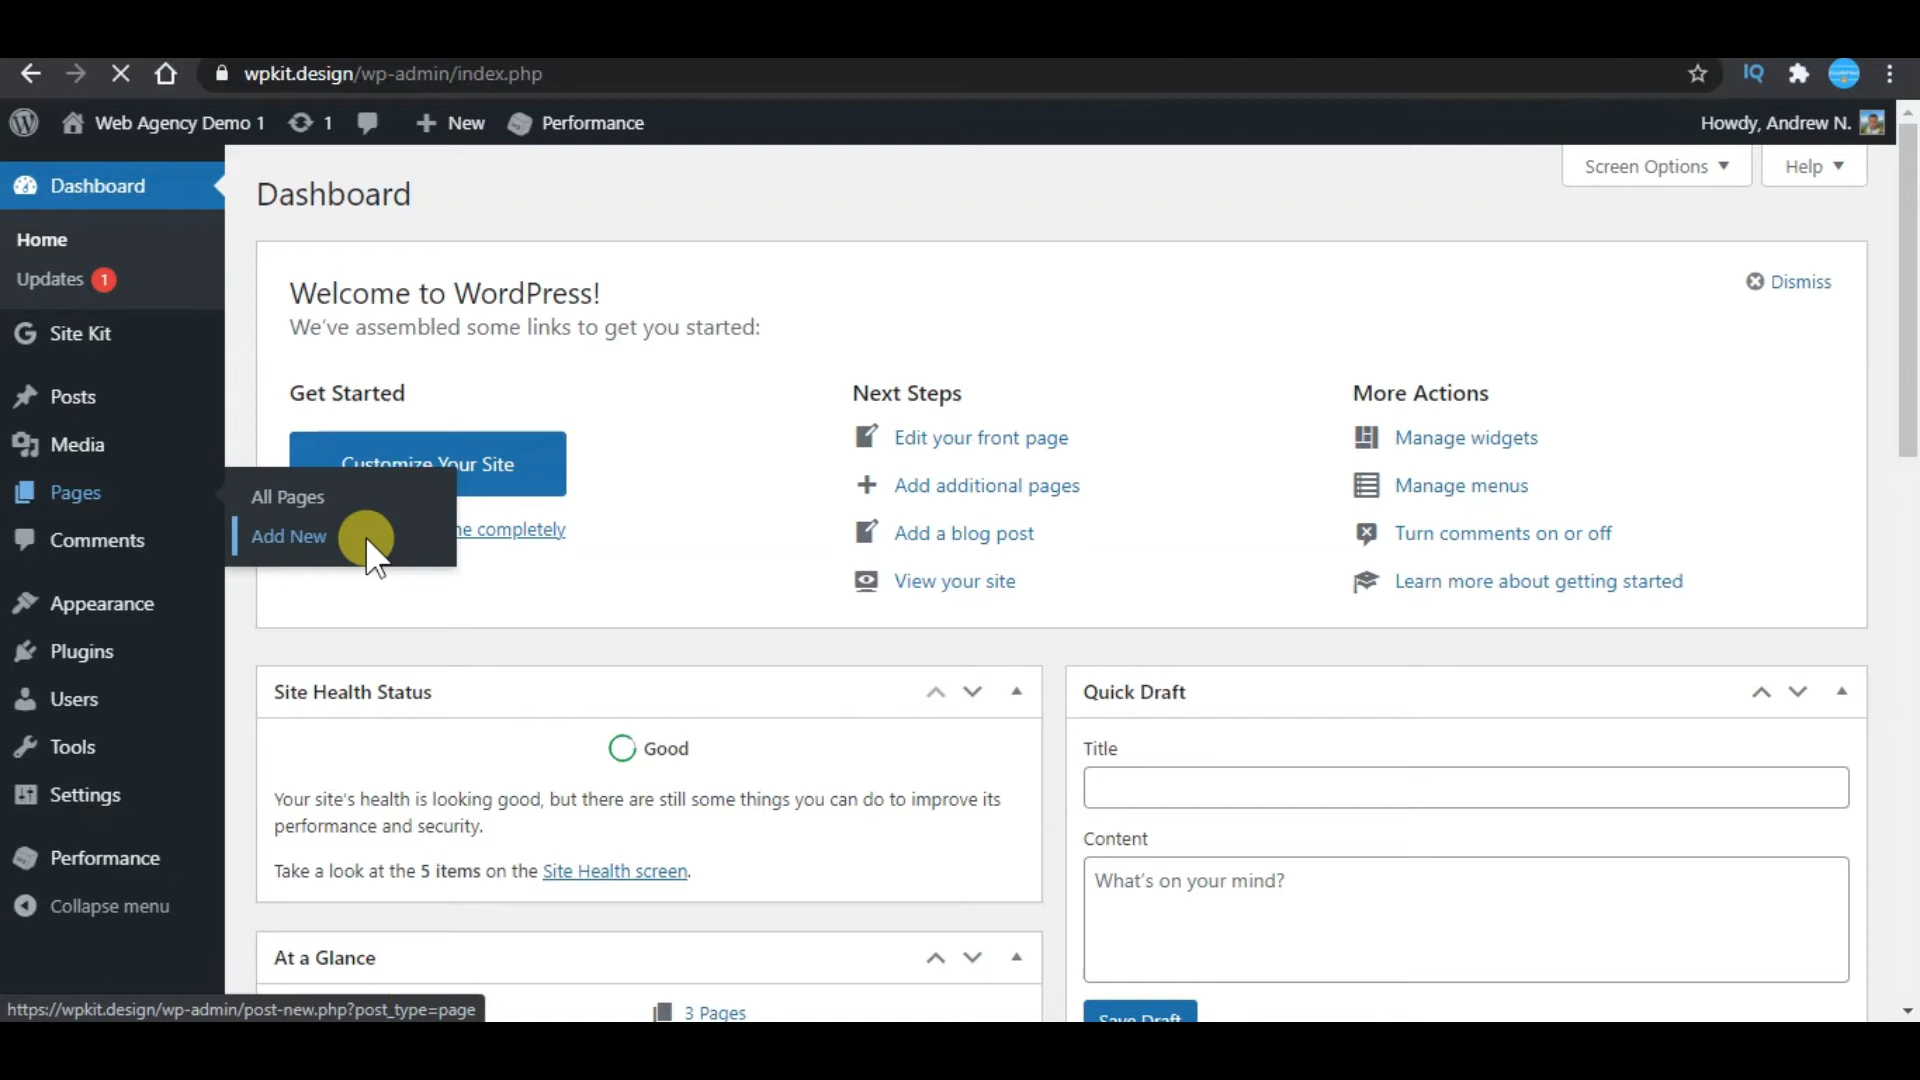 wpkit.design/wp-admin/index.php
IQ
Web Agency Demo 1
1
New
Performance
Howdy, Andrew N.
Dashboard
Home
Updates 1
Site Kit
Posts
Media
Pages
Comments
Appearance
Plugins
Users
Tools
Settings
Performance
Collapse menu
All Pages
Add New
Screen Options
Help
Dashboard
Welcome to WordPress!
We've assembled some links to get you started:
Dismiss
Get Started
Customize Your Site
completely
Next Steps
Edit your front page
Add additional pages
Add a blog post
View your site
More Actions
Manage widgets
Manage menus
Turn comments on or off
Learn more about getting started
Site Health Status
Good
Your site's health is looking good, but there are still some things you can do to improve its
performance and security.
Take a look at the 5 items on the Site Health screen.
At a Glance
3 Pages
Quick Draft
Title
Content
What's on your mind?
Save Draft
https://wpkit.design/wp-admin/post-new.php?post_type=page